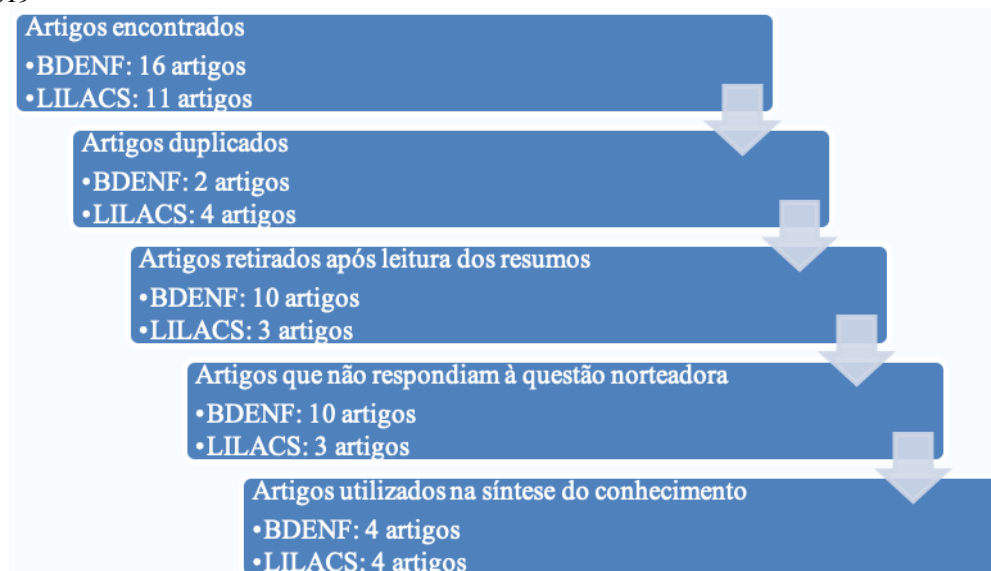 Artigos encontrados
•BDENF: 16 artigos
•LILACS: 11 artigos
Artigos duplicados
•BDENF: 2 artigos
•LILACS: 4 artigos
Artigos retirados após leitura dos resumos
•BDENF: 10 artigos
•LILACS: 3 artigos
Artigos que não respondiam à questão norteadora
•BDENF: 10 artigos
•LILACS: 3 artigos
Artigos utilizados na síntese do conhecimento
•BDENF: 4 artigos
•LILACS: 4 artigos